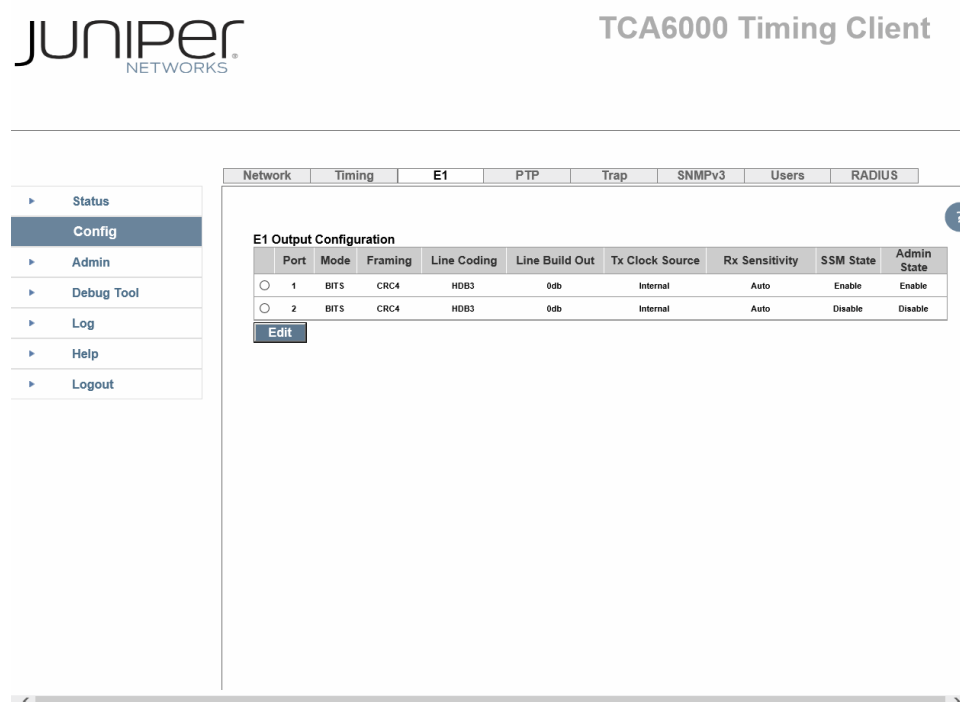 JUNIPER
NETWORKS
TCA6000 Timing Client
Network Timing E1 PTP Trap SNMPv3 Users RADIUS
Status
Config
Admin
Debug Tool
Log
Help
Logout
?
E1 Output Configuration
Port Mode Framing Line Coding Line Build Out Tx Clock Source Rx Sensitivity SSM State Admin State
1 BITS CRC4 HDB3 0db Internal Auto Enable Enable
2 BITS CRC4 HDB3 0db Internal Auto Disable Disable
Edit